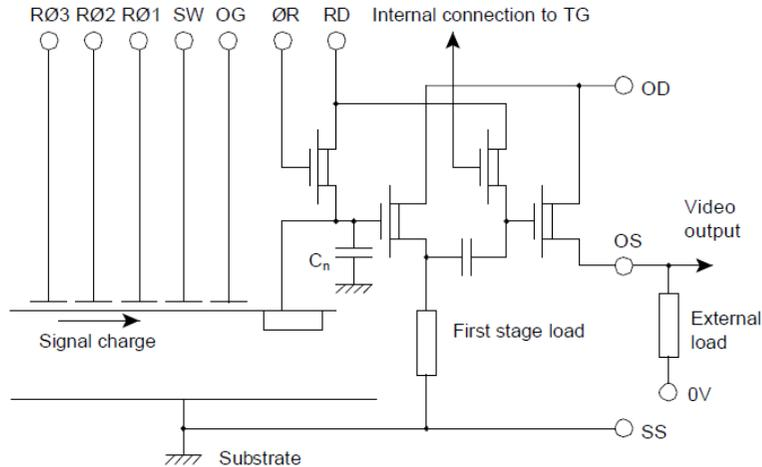 RØ3 RØ2 RØ1 SW OG ØR RD Internal connection to TG
OD
Video
output
OS
Cn
First stage load
External
load
Signal charge
0V
SS
Substrate